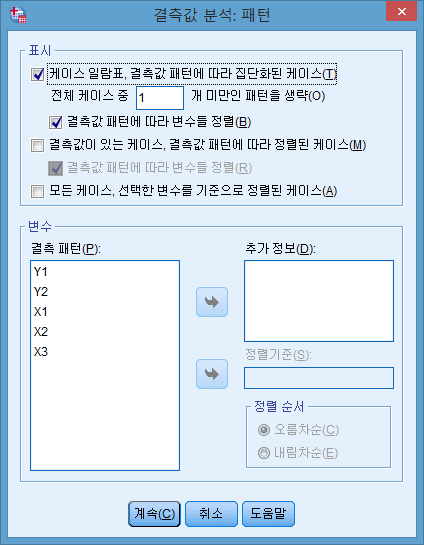 결측값 분석: 패턴
표시
케이스 일람표, 결측값 패턴에 따라 집단화된 케이스(T)
전체 케이스 중 1 개 미만인 패턴을 생략(O)
결측값 패턴에 따라 변수들 정렬(B)
결측값이 있는 케이스, 결측값 패턴에 따라 정렬된 케이스(M)
결측값 패턴에 따라 변수들 정렬(R)
모든 케이스, 선택한 변수를 기준으로 정렬된 케이스(A)
변수
결측 패턴(P):
Y1
Y2
X1
X2
X3
추가 정보(D):
정렬기준(S):
정렬 순서
오름차순(C)
내림차순(E)
계속(C) 취소 도움말